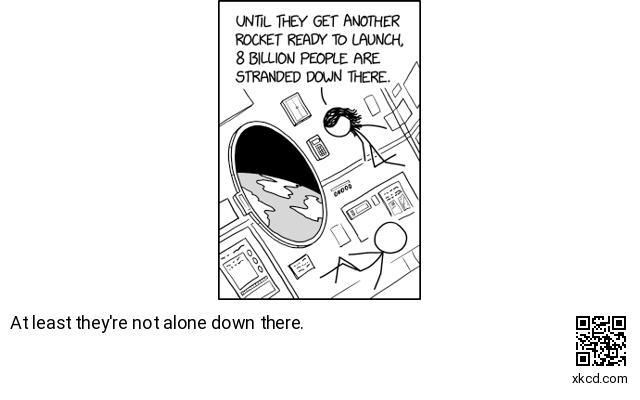 UNTIL THEY GET ANOTHER
ROCKET READY TO LAUNCH,
8 BILLION PEOPLE ARE
STRANDED DOWN THERE.
At least they're not alone down there.
xkcd.com